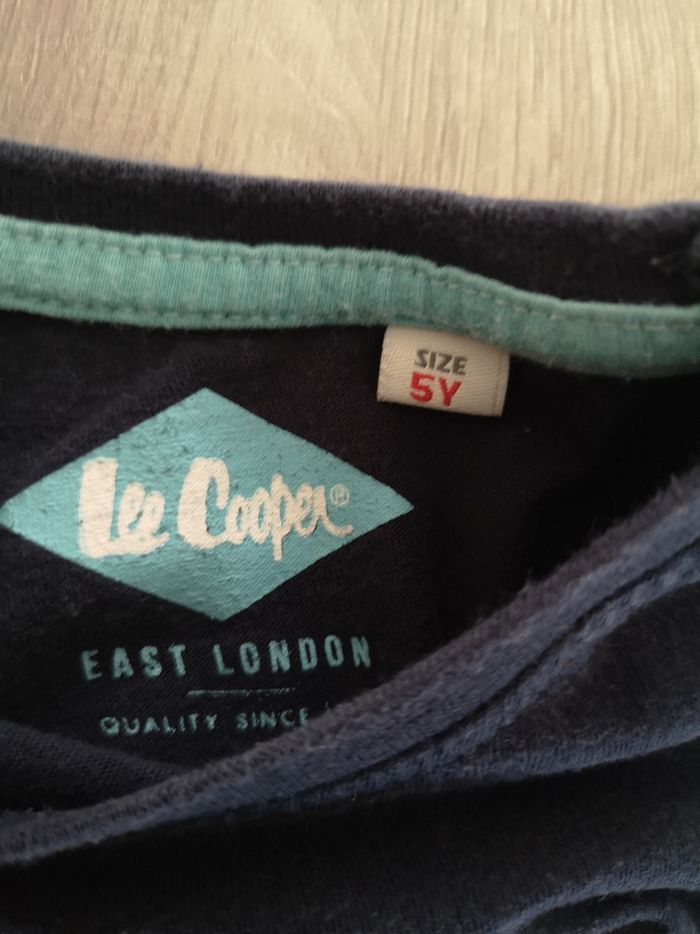 SIZE
5Y
Lee Cooper®
EAST LONDON
QUALITY SINCE